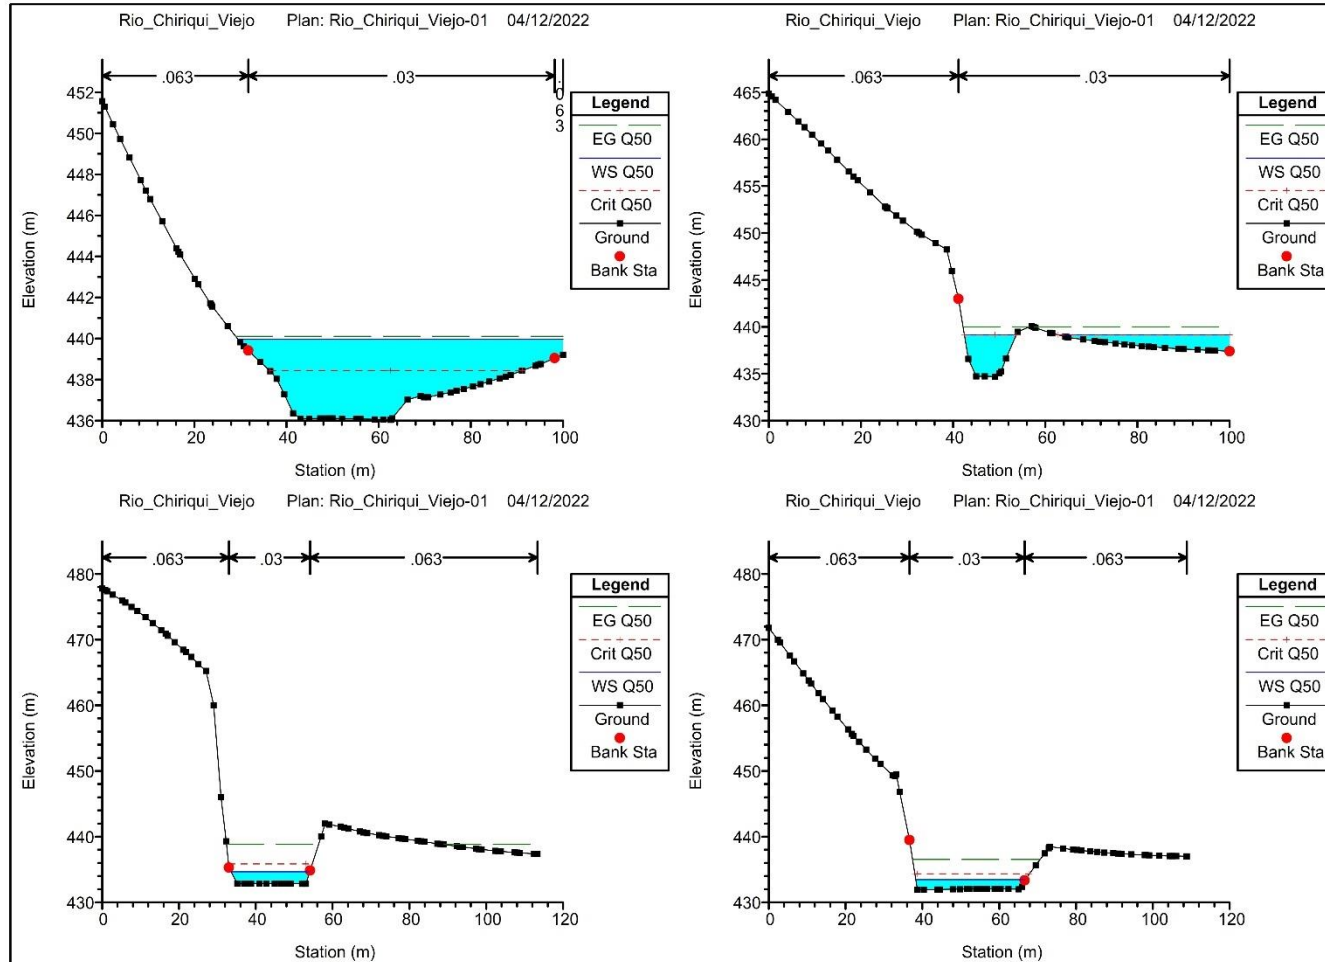 Rio_Chiriqui_Viejo Plan: Rio_Chiriqui_Viejo-01 04/12/2022
.063 .03 .063
Elevation (m)
452
450
448
446
444
442
440
438
436
0 20 40 60 80 100
Station (m)
Legend
EG Q50
WS Q50
Crit Q50
Ground
Bank Sta
Rio_Chiriqui_Viejo Plan: Rio_Chiriqui_Viejo-01 04/12/2022
.063 .03
Elevation (m)
465
460
455
450
445
440
435
430
0 20 40 60 80 100
Station (m)
Legend
EG Q50
WS Q50
Crit Q50
Ground
Bank Sta
Rio_Chiriqui_Viejo Plan: Rio_Chiriqui_Viejo-01 04/12/2022
.063 .03 .063
Elevation (m)
480
470
460
450
440
430
0 20 40 60 80 100 120
Station (m)
Legend
EG Q50
Crit Q50
WS Q50
Ground
Bank Sta
Rio_Chiriqui_Viejo Plan: Rio_Chiriqui_Viejo-01 04/12/2022
.063 .03 .063
Elevation (m)
480
470
460
450
440
430
0 20 40 60 80 100 120
Station (m)
Legend
EG Q50
Crit Q50
WS Q50
Ground
Bank Sta